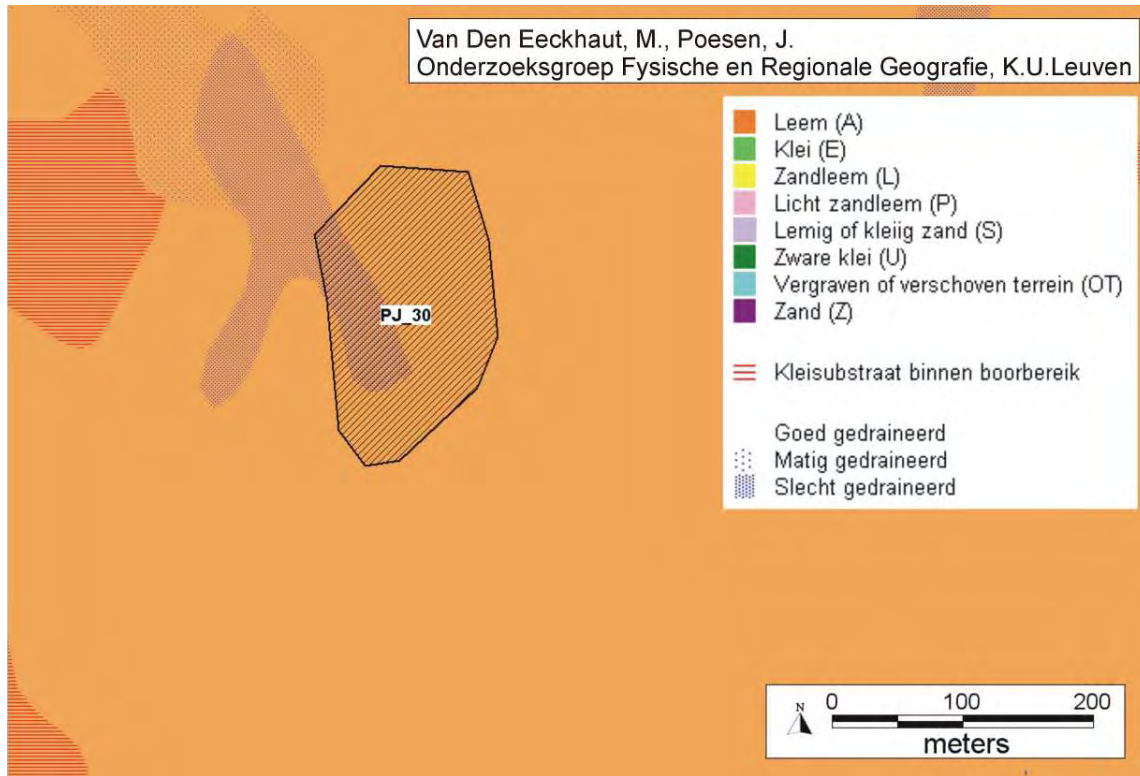 Van Den Eeckhaut, M., Poesen, J.
Onderzoeksgroep Fysische en Regionale Geografie, K.U.Leuven
Leem (A)
Klei (E)
Zandleem (L)
Licht zandleem (P)
Lemig of kleiig zand (S)
Zware klei (U)
Vergraven of verschoven terrein (OT)
Zand (Z)
Kleisubstraat binnen boorbereik
Goed gedraineerd
Matig gedraineerd
Slecht gedraineerd
PJ_30
N
0 100 200
meters